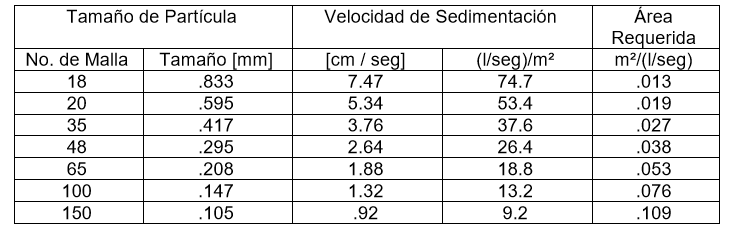 Tamaño de Partícula Velocidad de Sedimentación Área Requerida
No. de Malla Tamaño [mm] [cm / seg] (l/seg)/m² m²/(l/seg)
18 .833 7.47 74.7 .013
20 .595 5.34 53.4 .019
35 .417 3.76 37.6 .027
48 .295 2.64 26.4 .038
65 .208 1.88 18.8 .053
100 .147 1.32 13.2 .076
150 .105 .92 9.2 .109